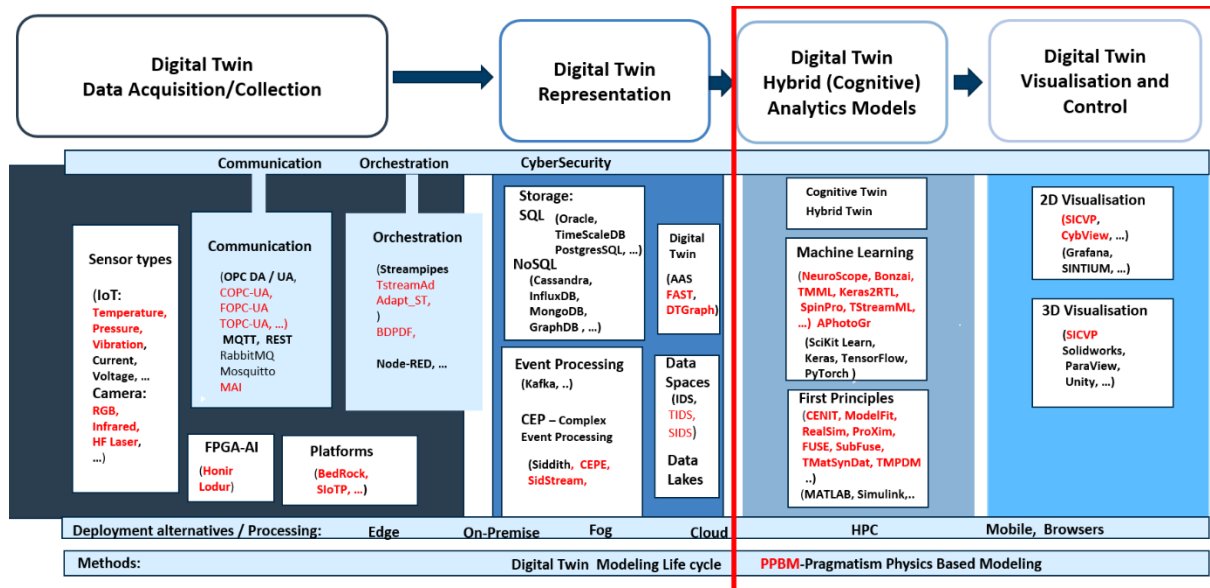 Digital Twin
Data Acquisition/Collection
Digital Twin
Representation
Digital Twin
Hybrid (Cognitive)
Analytics Models
Digital Twin
Visualisation and
Control
Communication
Orchestration
CyberSecurity
Sensor types
(IoT:
Temperature,
Pressure,
Vibration,
Current,
Voltage, ...
Camera:
RGB,
Infrared,
HF Laser,
...)
Communication
(OPC DA / UA,
COPC-UA,
FOPC-UA
TOPC-UA, ...)
MQTT, REST
RabbitMQ
Mosquitto
MAI
FPGA-AI
(Honir
Lodur)
Platforms
(BedRock,
SIoTP, ...)
Orchestration
(Streampipes
TstreamAd
Adapt_ST,
)
BDPDF,
Node-RED, ...
Storage:
SQL (Oracle,
TimeScaleDB
PostgresSQL, ...)
NoSQL
(Cassandra,
InfluxDB,
MongoDB,
GraphDB , ...)
Event Processing
(Kafka, ..)
CEP – Complex
Event Processing
(Siddith, CEPE,
SidStream,
Digital
Twin
(AAS
FAST,
DTGraph)
Data
Spaces
(IDS,
TIDS,
SIDS)
Data
Lakes
Cognitive Twin
Hybrid Twin
Machine Learning
(NeuroScope, Bonzai,
TMML, Keras2RTL,
SpinPro, TStreamML,
...) APhotoGr
(SciKit Learn,
Keras, TensorFlow,
PyTorch )
First Principles
(CENIT, ModelFit,
RealSim, ProXim,
FUSE, SubFuse,
TMatSynDat, TMPDM
..)
(MATLAB, Simulink,..
2D Visualisation
(SICVP,
CybView, ...)
(Grafana,
SINTIUM, ...)
3D Visualisation
(SICVP
Solidworks,
ParaView,
Unity, ...)
Deployment alternatives / Processing: Edge On-Premise Fog Cloud HPC Mobile, Browsers
Methods: Digital Twin Modeling Life cycle PPBM-Pragmatism Physics Based Modeling